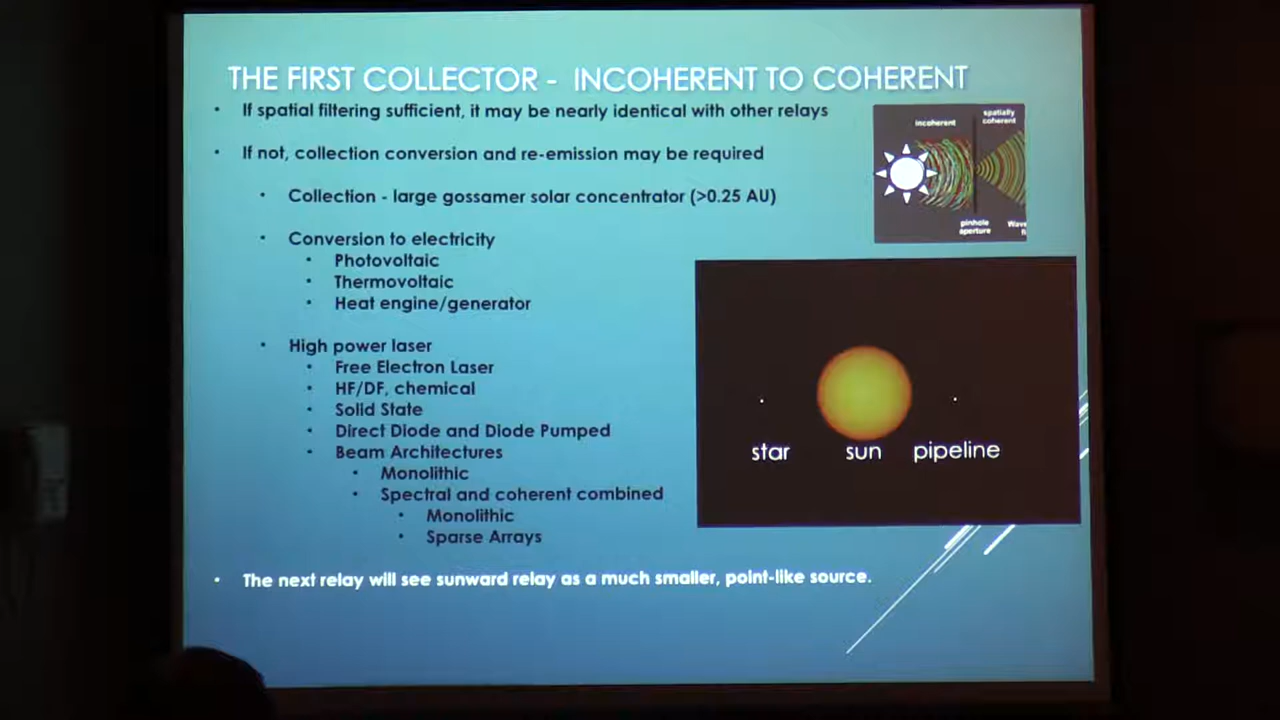 THE FIRST COLLECTOR - INCOHERENT TO COHERENT
If spatial filtering sufficient, it may be nearly identical with other relays
If not, collection conversion and re-emission may be required
Collection - large gossamer solar concentrator (>0.25 AU)
Conversion to electricity
Photovoltaic
Thermovoltaic
Heat engine/generator
High power laser
Free Electron Laser
HF/DF, chemical
Solid State
Direct Diode and Diode Pumped
Beam Architectures
Monolithic
Spectral and coherent combined
Monolithic
Sparse Arrays
The next relay will see sunward relay as a much smaller, point-like source.
incoherent
spatially
coherent
pinhole
aperture
star sun pipeline